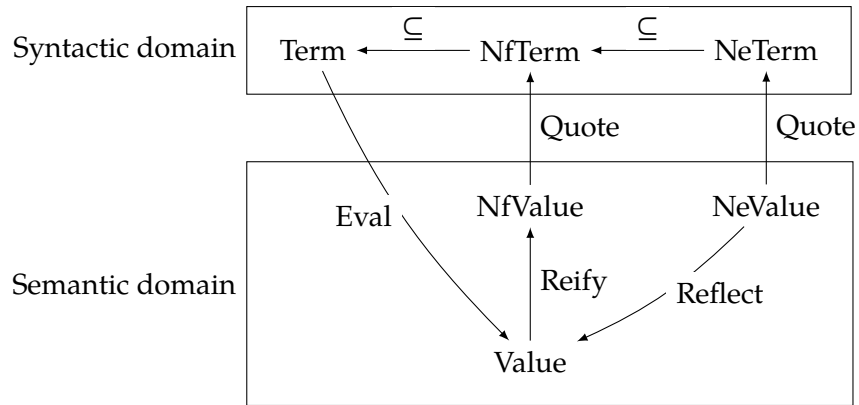 ⊆ ⊆
Syntactic domain Term NfTerm NeTerm
Quote Quote
Eval NfValue NeValue
Semantic domain Reify Reflect
Value